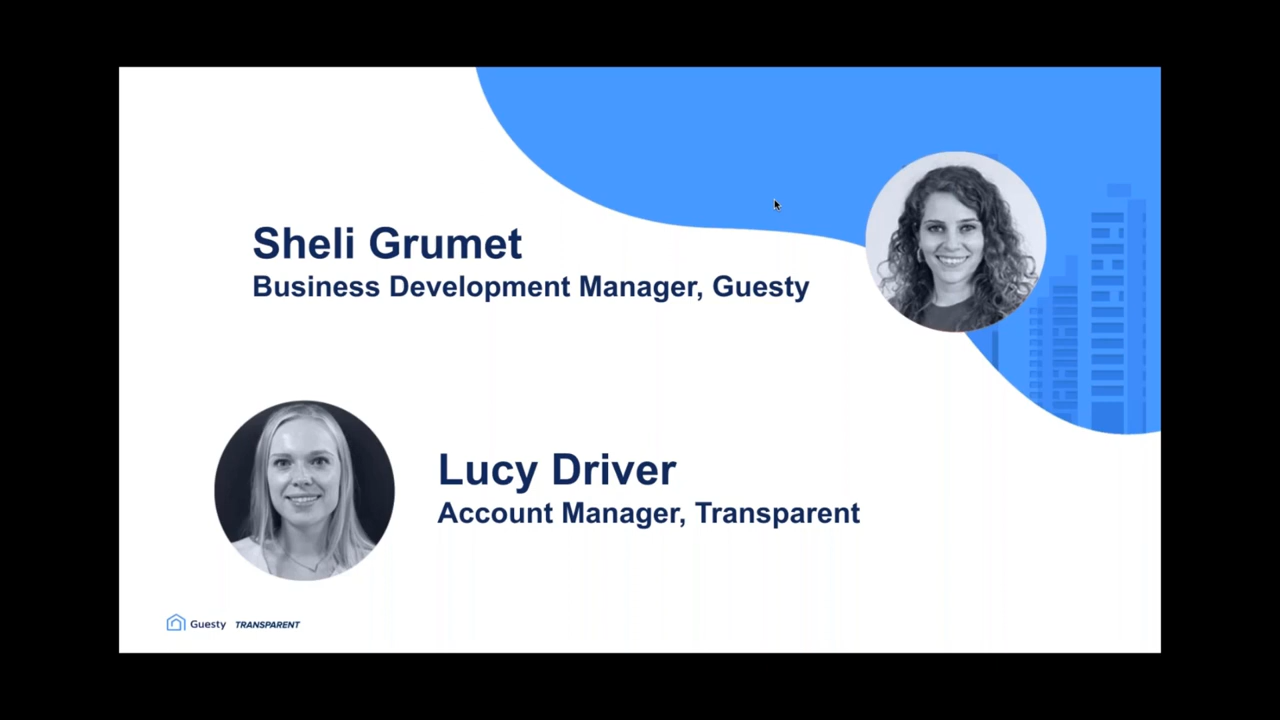 Sheli Grumet
Business Development Manager, Guesty
Lucy Driver
Account Manager, Transparent
Guesty TRANSPARENT